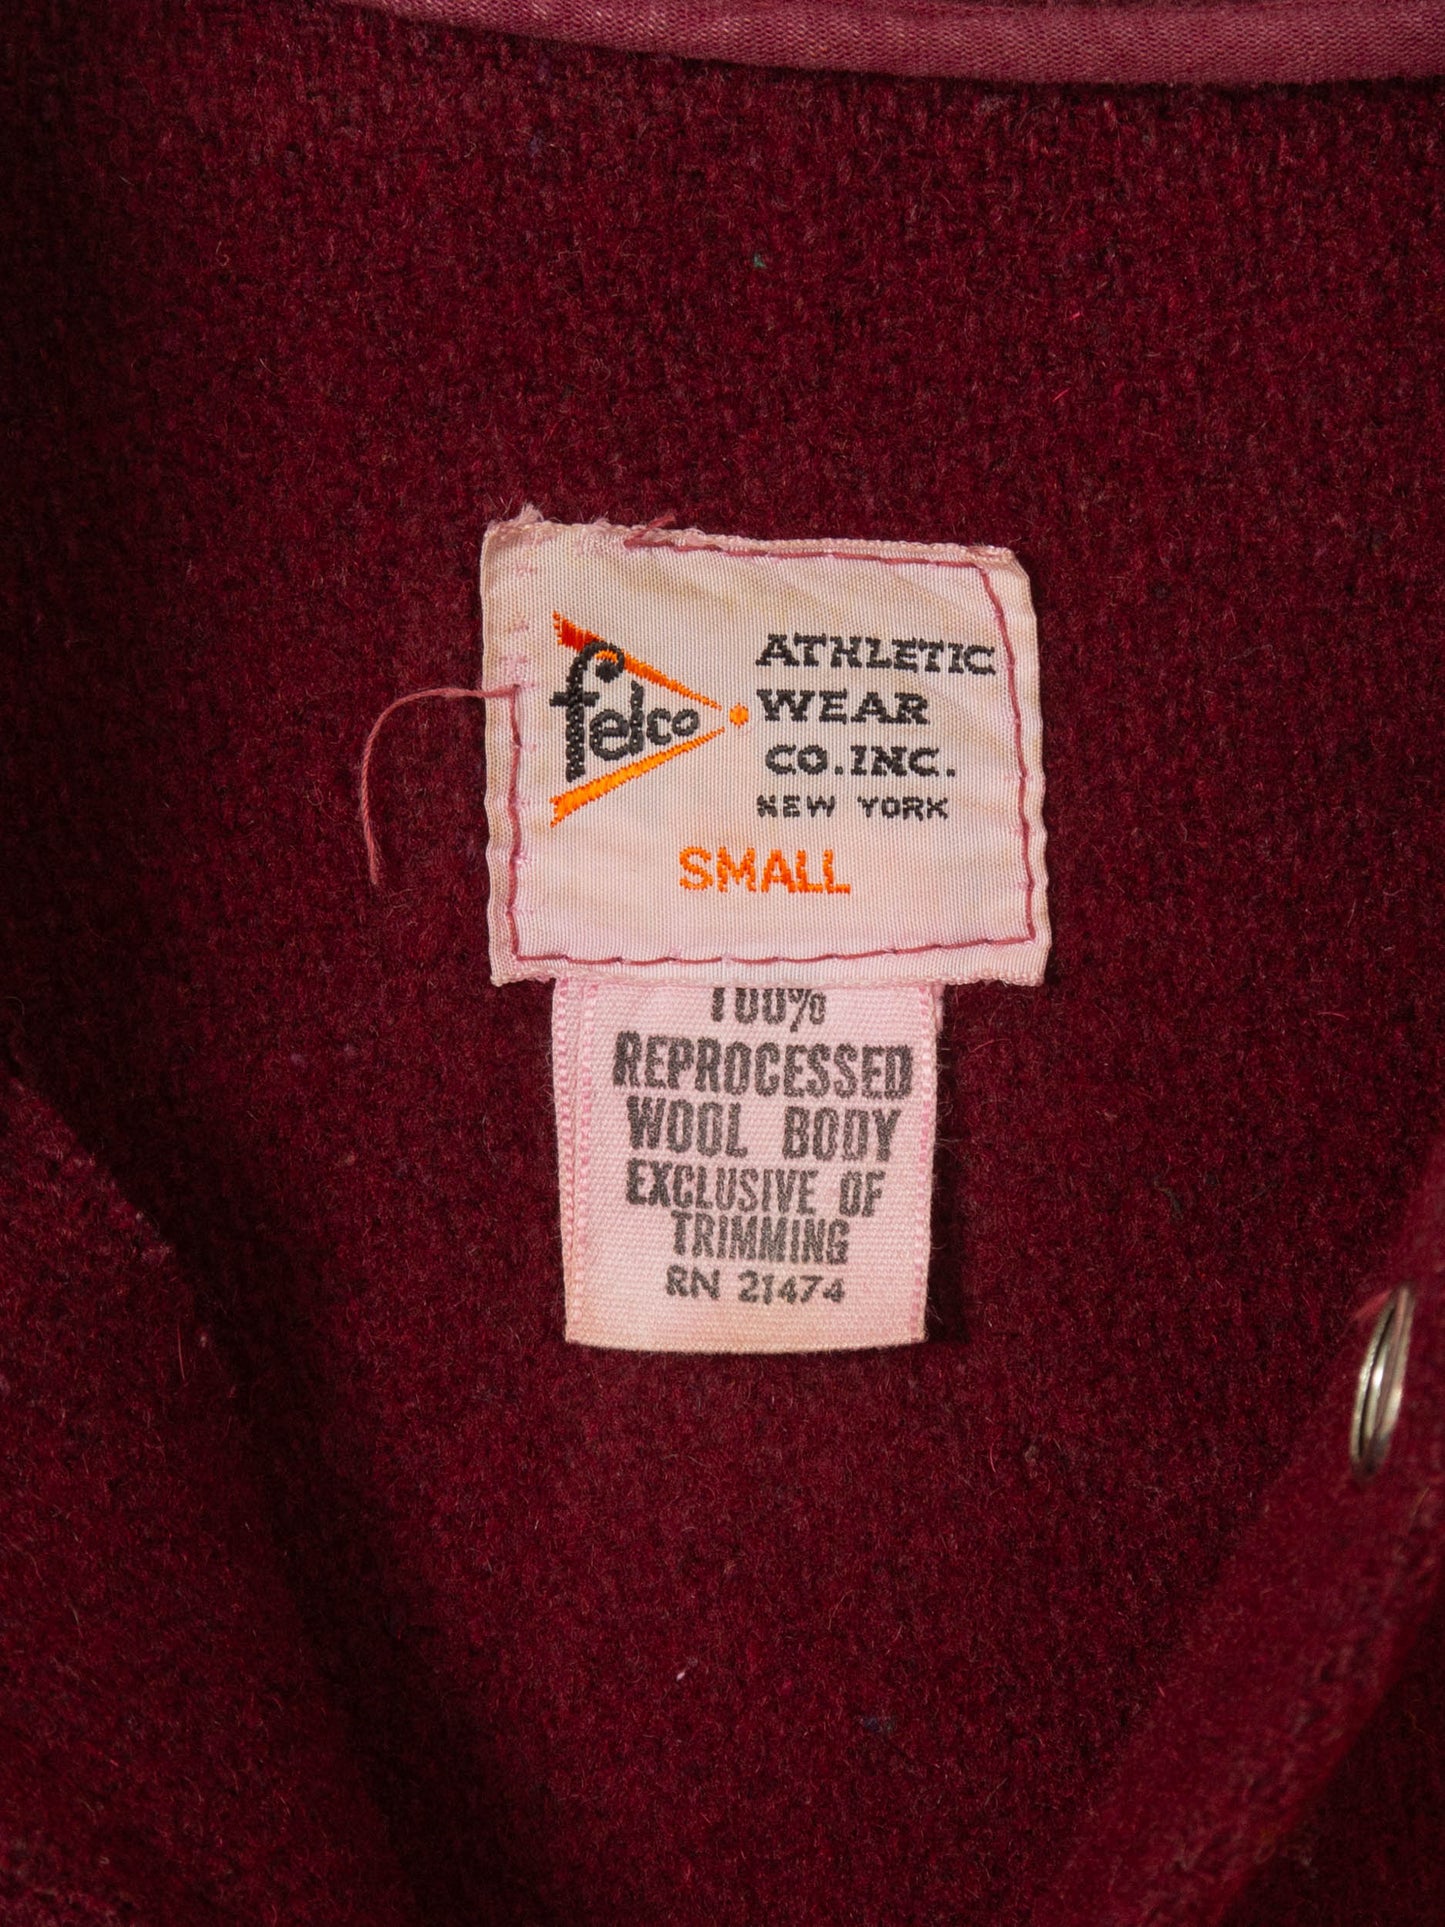 felco
ATHLETIC
WEAR
CO. INC.
NEW YORK
SMALL
100%
REPROCESSED
WOOL BODY
EXCLUSIVE OF
TRIMMING
RN 21474